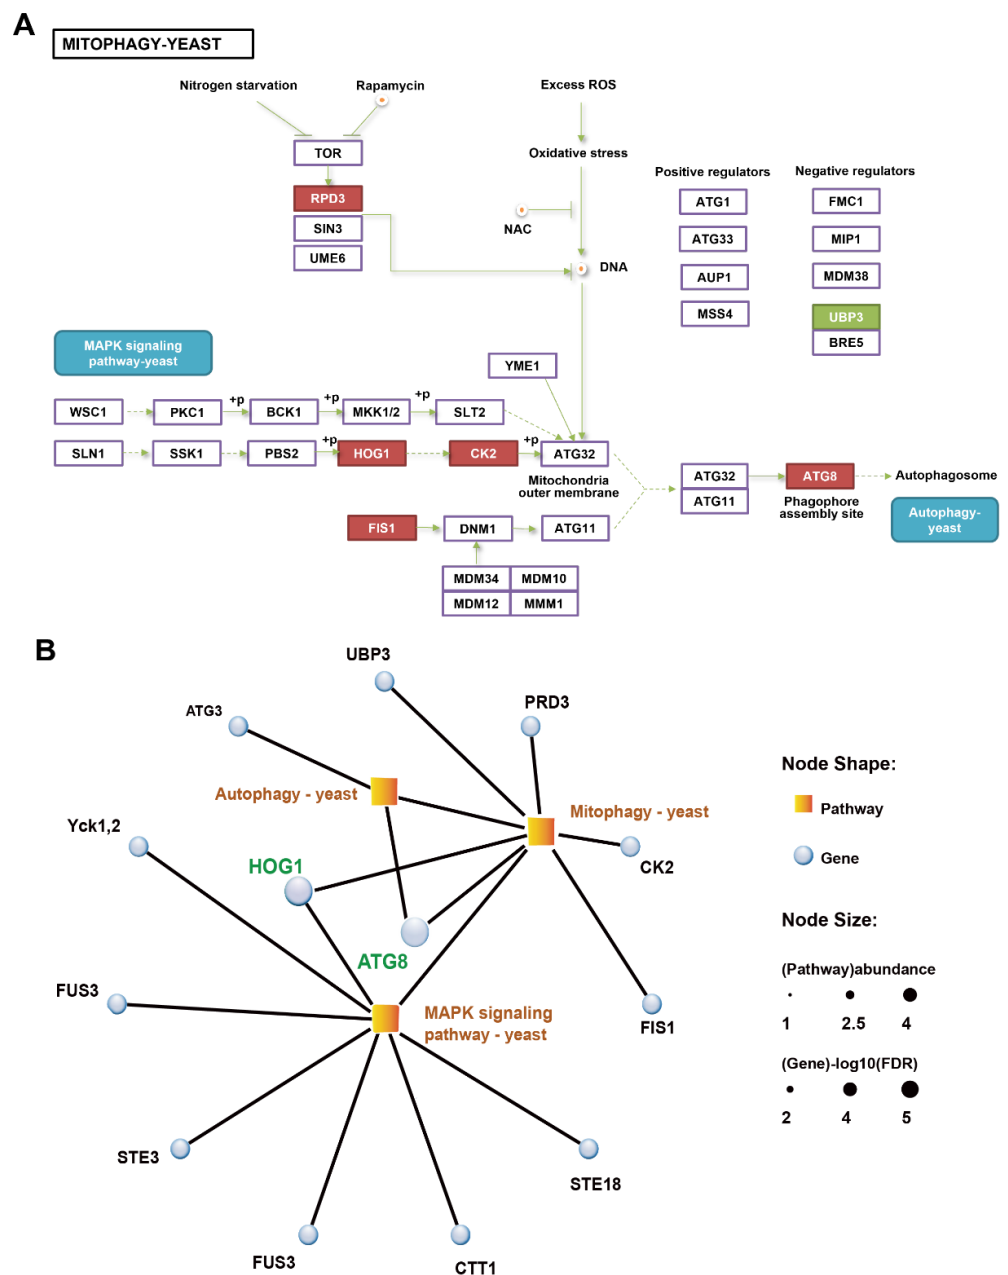 A
MITOPHAGY-YEAST
Nitrogen starvation
Rapamycin
Excess ROS
TOR
Oxidative stress
RPD3
SIN3
UME6
NAC
DNA
Positive regulators
Negative regulators
ATG1
FMC1
ATG33
MIP1
AUP1
MDM38
MSS4
UBP3
BRE5
MAPK signaling
pathway-yeast
YME1
WSC1
PKC1
+p
BCK1
+p
MKK1/2
+p
SLT2
SLN1
SSK1
PBS2
+p
HOG1
CK2
+p
ATG32
Mitochondria
outer membrane
ATG32
ATG11
ATG8
Phagophore
assembly site
Autophagosome
Autophagy-
yeast
FIS1
DNM1
ATG11
MDM34
MDM10
MDM12
MMM1
B
UBP3
ATG3
PRD3
Autophagy - yeast
Mitophagy - yeast
Yck1,2
HOG1
CK2
ATG8
FUS3
MAPK signaling
pathway - yeast
FIS1
STE3
STE18
FUS3
CTT1
Node Shape:
Pathway
Gene
Node Size:
(Pathway)abundance
1 2.5 4
(Gene)-log10(FDR)
2 4 5